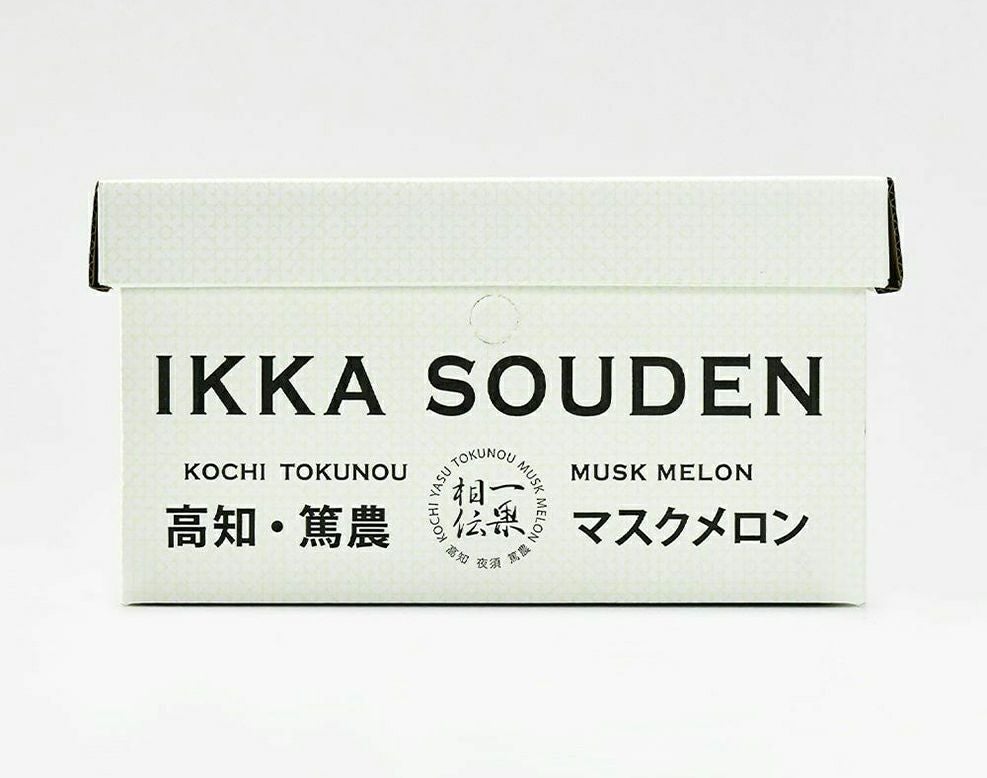 IKKA SOUDEN
KOCHI TOKUNOU
高知・篤農
KOCHI YASU TOKUNOU MUSK MELON
一果
相伝
高知 夜須 篤農
MUSK MELON
マスクメロン